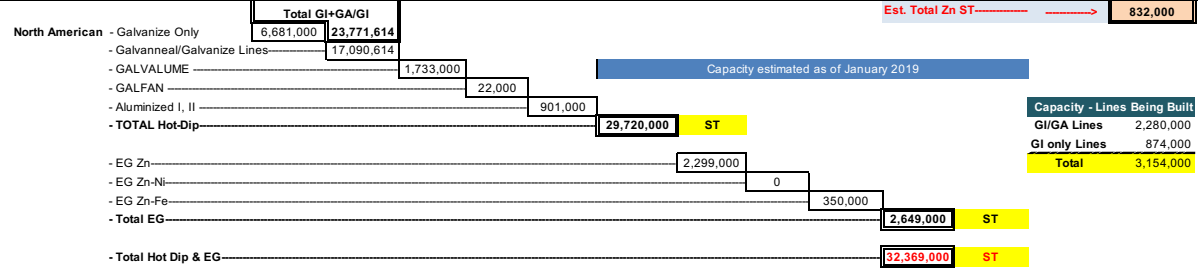 Total GI+GA/GI
Est. Total Zn ST--------------- ------------> 832,000
North American - Galvanize Only 6,681,000 23,771,614
- Galvanneal/Galvanize Lines--------------- 17,090,614
- GALVALUME ------------------------------------------------------ 1,733,000
Capacity estimated as of January 2019
- GALFAN ---------------------------------------------------------------------------- 22,000
- Aluminized I, II ------------------------------------------------------------------------------------ 901,000
Capacity - Lines Being Built
- TOTAL Hot-Dip---------------------------------------------------------------------------------------------------- 29,720,000 ST
GI/GA Lines 2,280,000
GI only Lines 874,000
- EG Zn------------------------------------------------------------------------------------------------------------------------------ 2,299,000
Total 3,154,000
- EG Zn-Ni------------------------------------------------------------------------------------------------------------------------------------------ 0
- EG Zn-Fe---------------------------------------------------------------------------------------------------------------------------------------------------------- 350,000
- Total EG-------------------------------------------------------------------------------------------------------------------------------------------------------------------- 2,649,000 ST
- Total Hot Dip & EG---------------------------------------------------------------------------------------------------------------------------------------------------- 32,369,000 ST